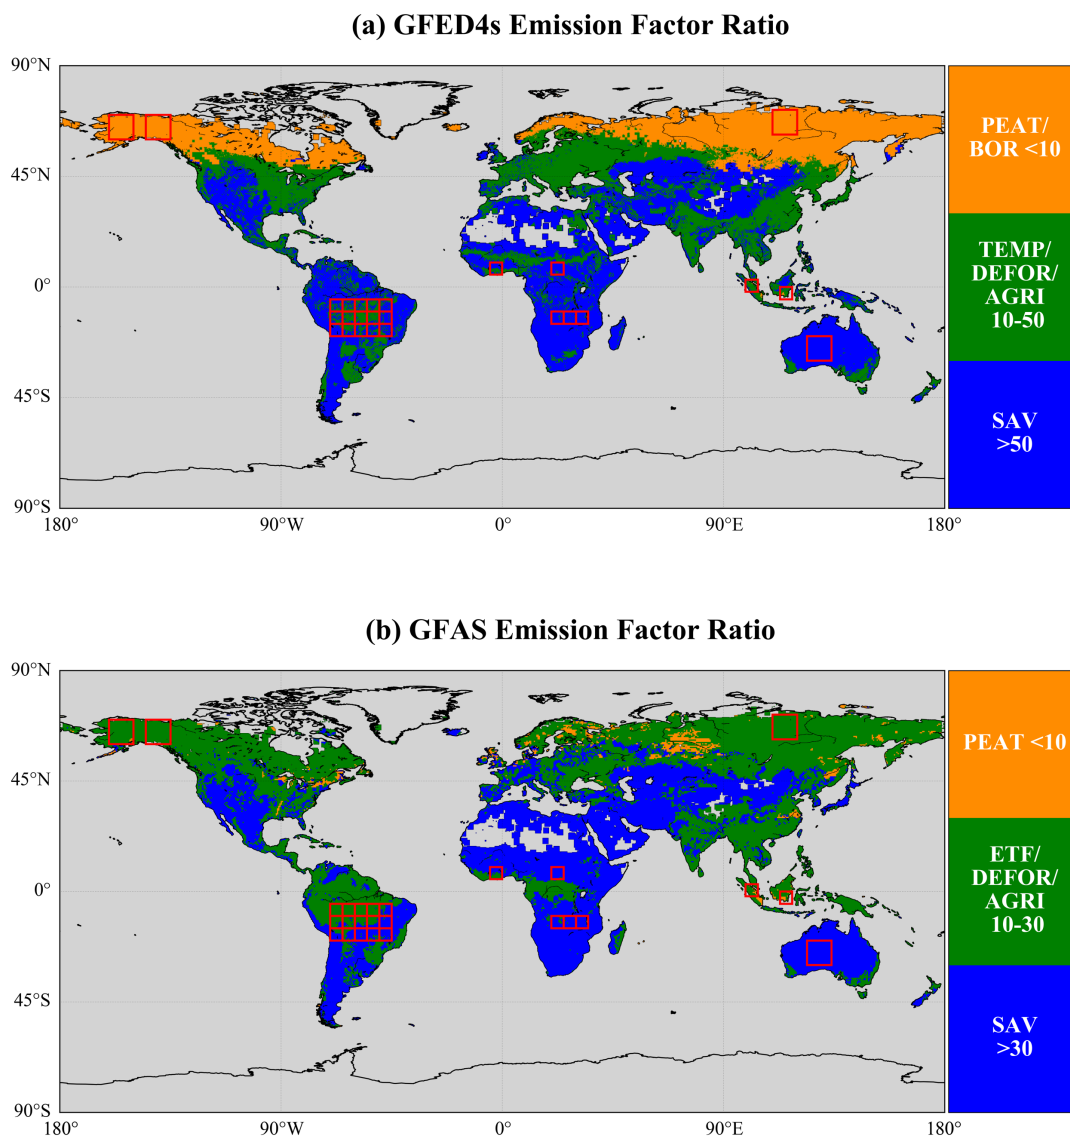 (a) GFED4s Emission Factor Ratio
90°N
45°N
0°
45°S
90°S
180°
90°W
0°
90°E
180°
PEAT/
BOR <10
TEMP/
DEFOR/
AGRI
10-50
SAV
>50
(b) GFAS Emission Factor Ratio
90°N
45°N
0°
45°S
90°S
180°
90°W
0°
90°E
180°
PEAT <10
ETF/
DEFOR/
AGRI
10-30
SAV
>30